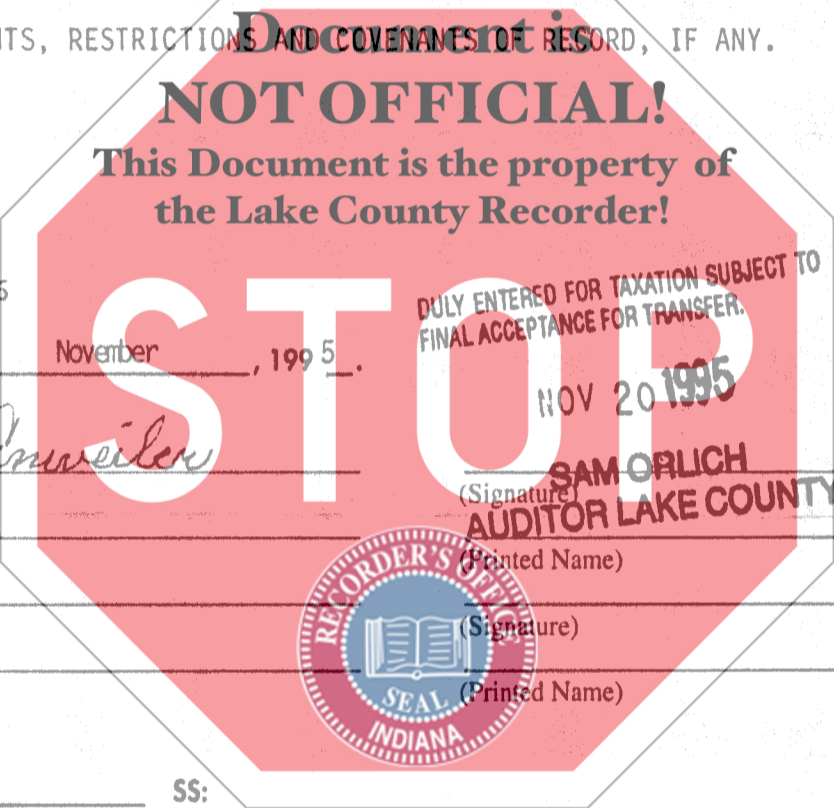 TS, RESTRICTIONS AND COVENANTS OF RECORD, IF ANY.
Document is
NOT OFFICIAL!
This Document is the property of
the Lake County Recorder!
STOP
DULY ENTERED FOR TAXATION SUBJECT TO
FINAL ACCEPTANCE FOR TRANSFER.
5
November, 1995.
NOV 20 1995
SAM ORLICH
AUDITOR LAKE COUNTY
(Signature)
(Printed Name)
(Signature)
(Printed Name)
RECORDER'S OFFICE
SEAL
INDIANA
SS: